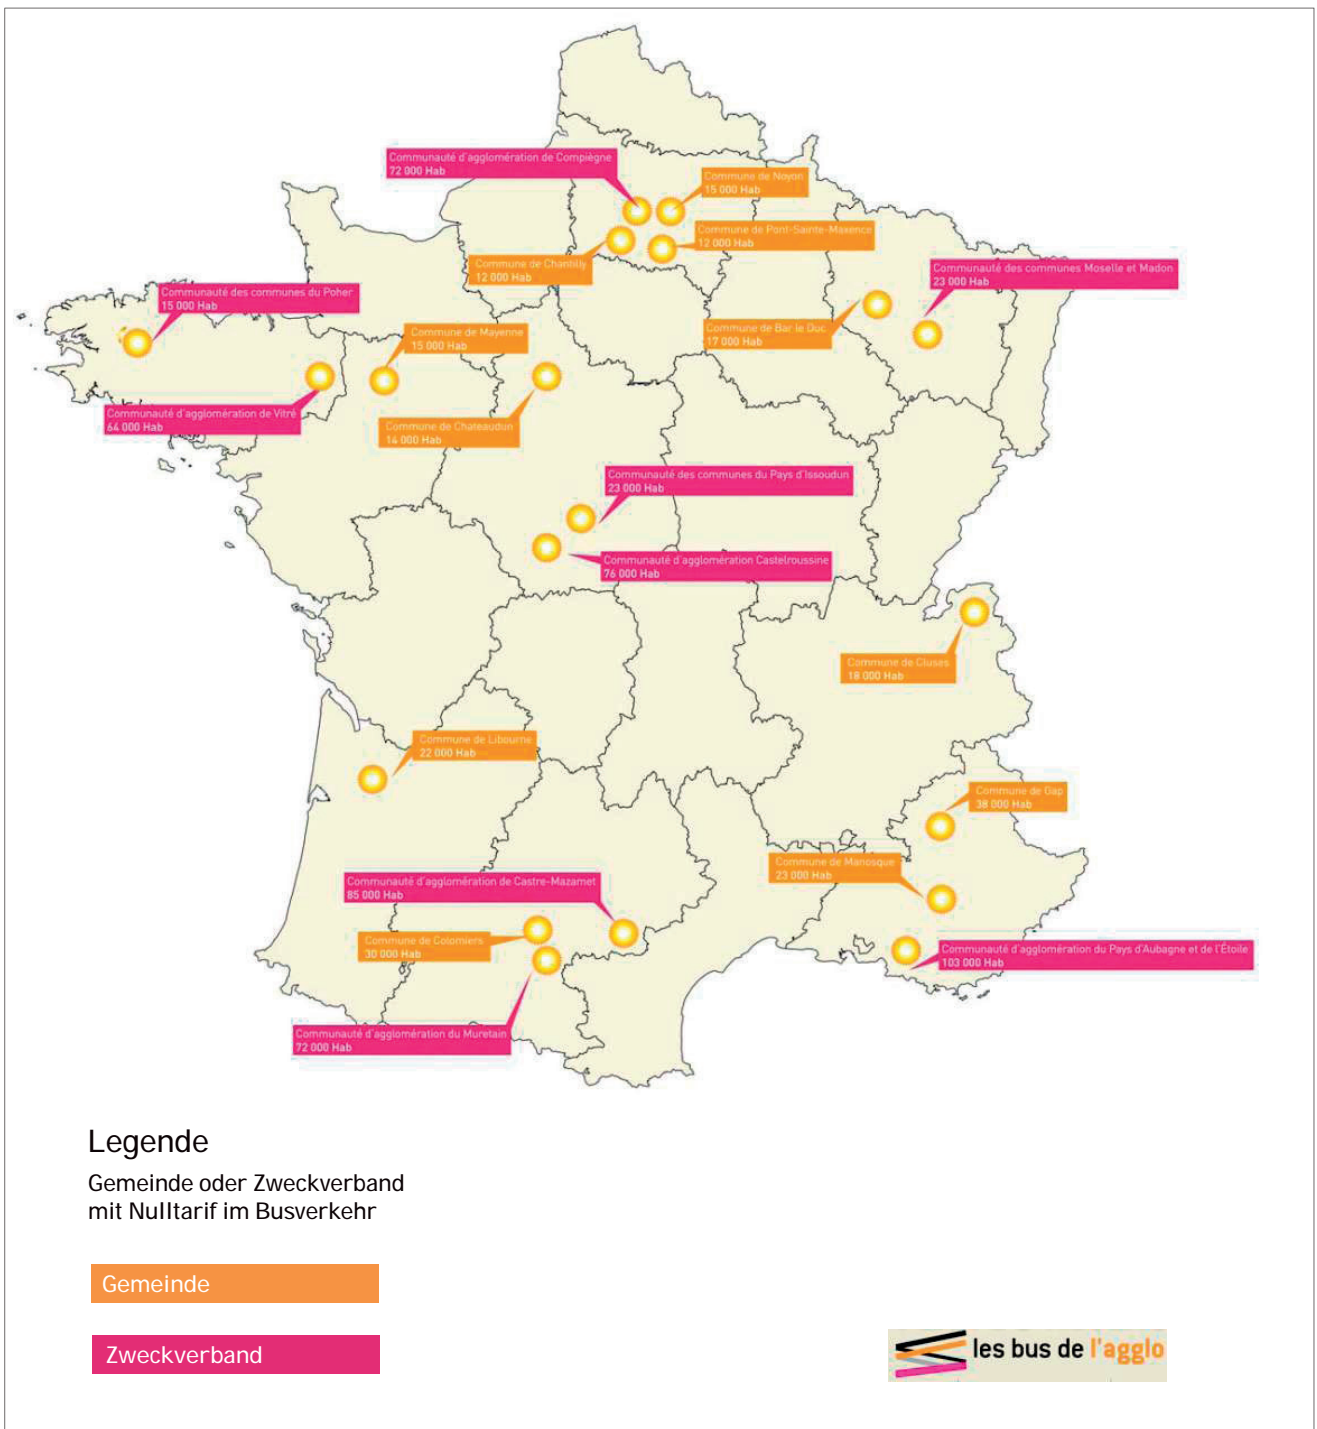 Communauté d'agglomération de Compiègne
72 000 Hab
Commune de Noyon
15 000 Hab
Commune de Pont-Sainte-Maxence
12 000 Hab
Commune de Chantilly
12 000 Hab
Communauté des communes Moselle et Madon
23 000 Hab
Communauté des communes du Poher
15 000 Hab
Commune de Mayenne
15 000 Hab
Commune de Bar le Duc
17 000 Hab
Communauté d'agglomération de Vitré
64 000 Hab
Commune de Chateaudun
14 000 Hab
Communauté des communes du Pays d'Issoudun
23 000 Hab
Communauté d'agglomération Castelroussine
76 000 Hab
Commune de Cluses
18 000 Hab
Commune de Libourne
22 000 Hab
Commune de Gap
38 000 Hab
Commune de Manosque
23 000 Hab
Communauté d'agglomération de Castre-Mazamet
85 000 Hab
Commune de Colomiers
30 000 Hab
Communauté d'agglomération du Pays d'Aubagne et de l'Étoile
103 000 Hab
Communauté d'agglomération du Muretain
72 000 Hab
Legende
Gemeinde oder Zweckverband
mit Nulltarif im Busverkehr
Gemeinde
Zweckverband
les bus de l'agglo